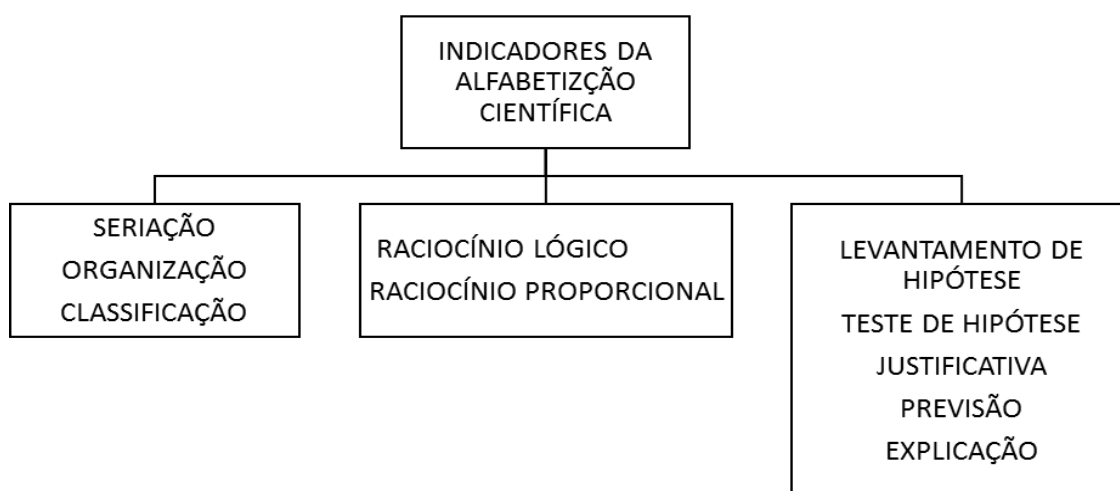 INDICADORES DA
ALFABETIZÇÃO
CIENTÍFICA
SERIAÇÃO
ORGANIZAÇÃO
CLASSIFICAÇÃO
RACIOCÍNIO LÓGICO
RACIOCÍNIO PROPORCIONAL
LEVANTAMENTO DE
HIPÓTESE
TESTE DE HIPÓTESE
JUSTIFICATIVA
PREVISÃO
EXPLICAÇÃO